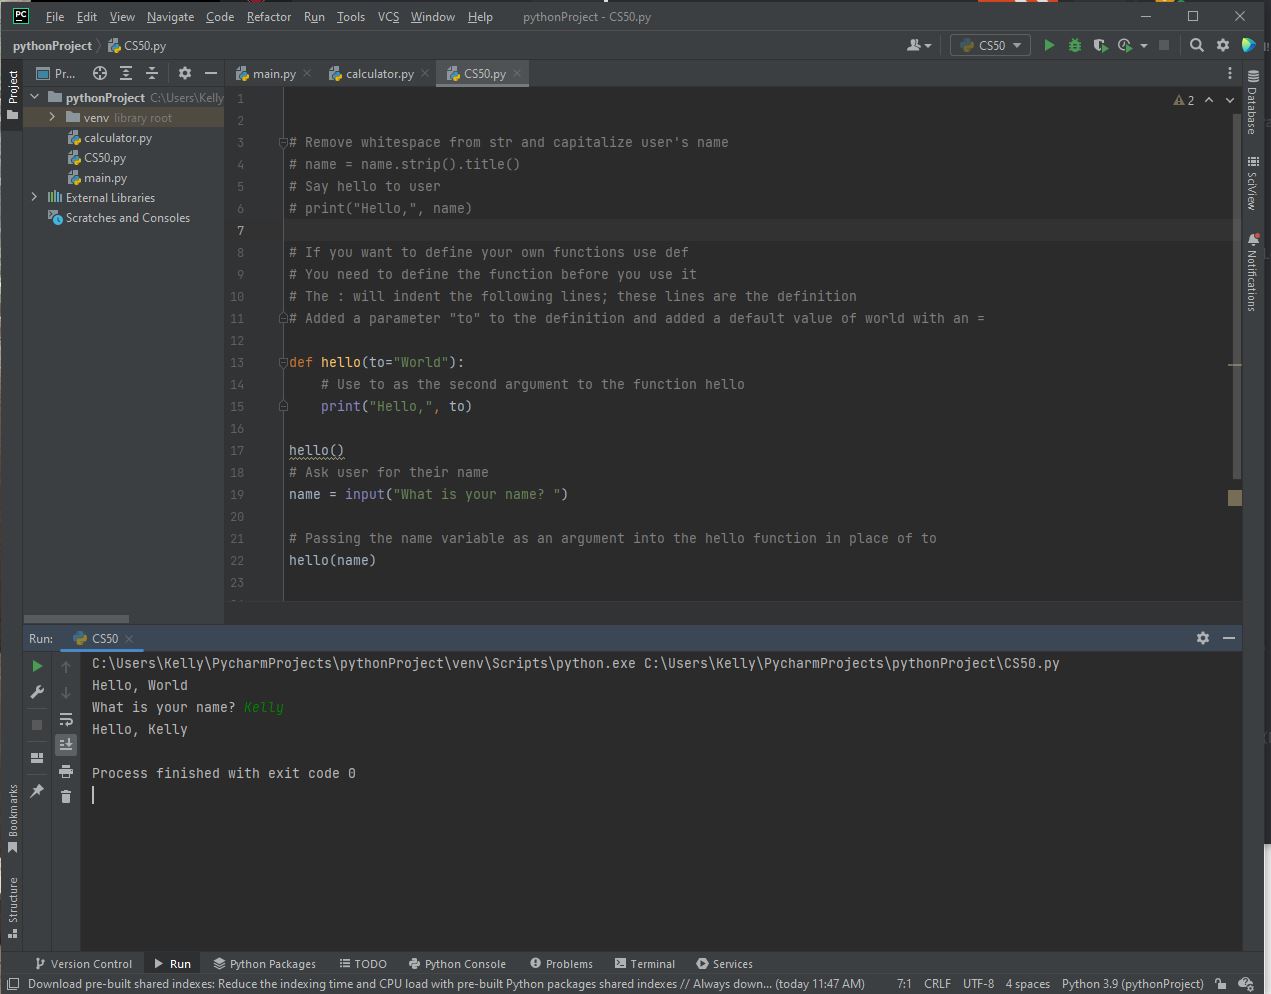 PC File Edit View Navigate Code Refactor Run Tools VCS Window Help pythonProject - CS50.py
pythonProject CS50.py CS50
Project
Pr... main.py calculator.py CS50.py
pythonProject C:\Users\Kelly
venv library root
calculator.py
CS50.py
main.py
External Libraries
Scratches and Consoles
2
1
2
3 # Remove whitespace from str and capitalize user's name
4 # name = name.strip().title()
5 # Say hello to user
6 # print("Hello,", name)
7
8 # If you want to define your own functions use def
9 # You need to define the function before you use it
10 # The : will indent the following lines; these lines are the definition
11 # Added a parameter "to" to the definition and added a default value of world with an =
12
13 def hello(to="World"):
14 # Use to as the second argument to the function hello
15 print("Hello,", to)
16
17 hello()
18 # Ask user for their name
19 name = input("What is your name? ")
20
21 # Passing the name variable as an argument into the hello function in place of to
22 hello(name)
23
Database
SciView
Notifications
Run: CS50
C:\Users\Kelly\PycharmProjects\pythonProject\venv\Scripts\python.exe C:\Users\Kelly\PycharmProjects\pythonProject\CS50.py
Hello, World
What is your name? Kelly
Hello, Kelly
Process finished with exit code 0
Bookmarks
Structure
Version Control Run Python Packages TODO Python Console Problems Terminal Services
Download pre-built shared indexes: Reduce the indexing time and CPU load with pre-built Python packages shared indexes // Always down... (today 11:47 AM) 7:1 CRLF UTF-8 4 spaces Python 3.9 (pythonProject)